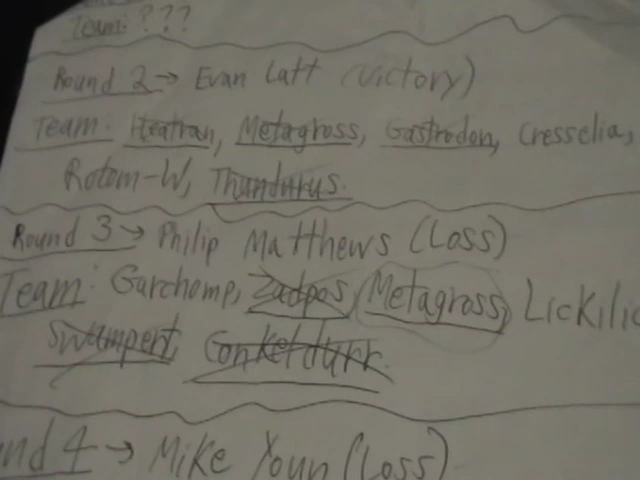 Team: ???
Round 2→ Evan Latt (Victory)
Team: Heatran, Metagross, Gastrodon, Cresselia,
Rotom-W, Thundurus.
Round 3→ Philip Matthews (Loss)
Team: Garchomp, Zadpos, Metagross, Lickilic
Swampert, Conkeldurr.
nd 4→ Mike Youn (Loss)